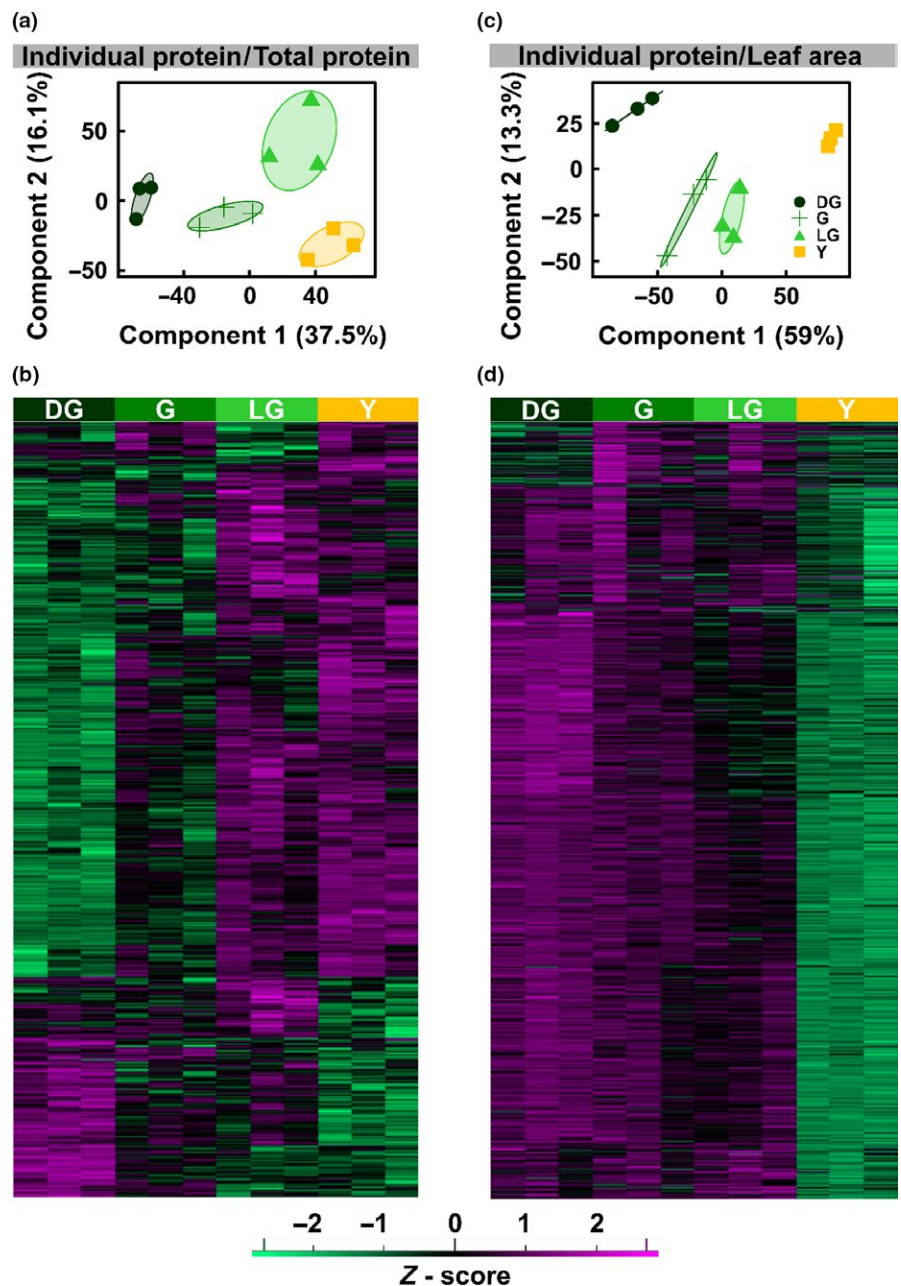 (a)
Individual protein/Total protein
Component 2 (16.1%)
50
0
−50
−40
0
40
Component 1 (37.5%)
(c)
Individual protein/Leaf area
Component 2 (13.3%)
25
0
−25
−50
−50
0
50
DG
G
LG
Y
Component 1 (59%)
(b)
DG G LG Y
(d)
DG G LG Y
−2 −1 0 1 2
Z - score